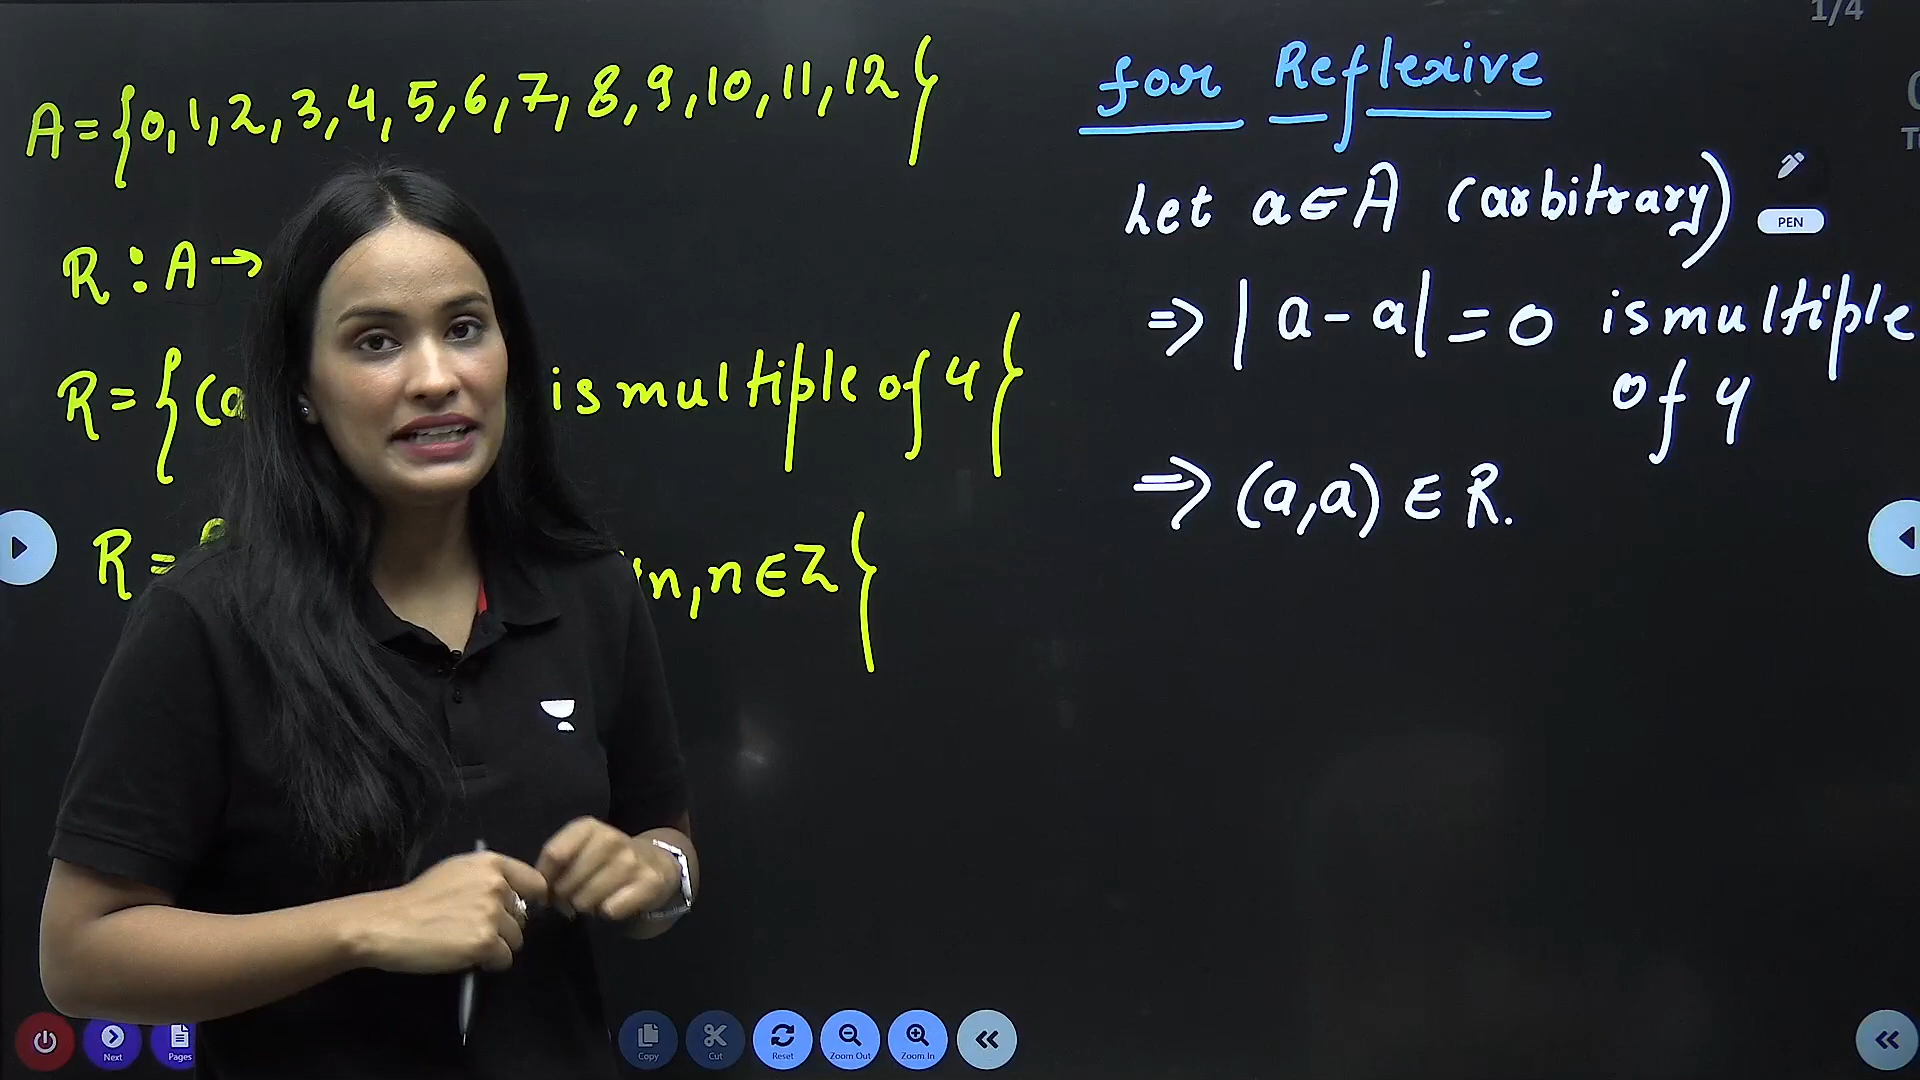 1/4
A={0,1,2,3,4,5,6,7,8,9,10,11,12}
R : A →
R={(a is multiple of 4}
R= n, n∈Z}
for Reflexive
Let a∈A (arbitrary)
PEN
⇒ |a-a| = 0 is multiple
of 4
⇒ (a,a) ∈ R.
Next Pages Copy Cut Reset Zoom Out Zoom In